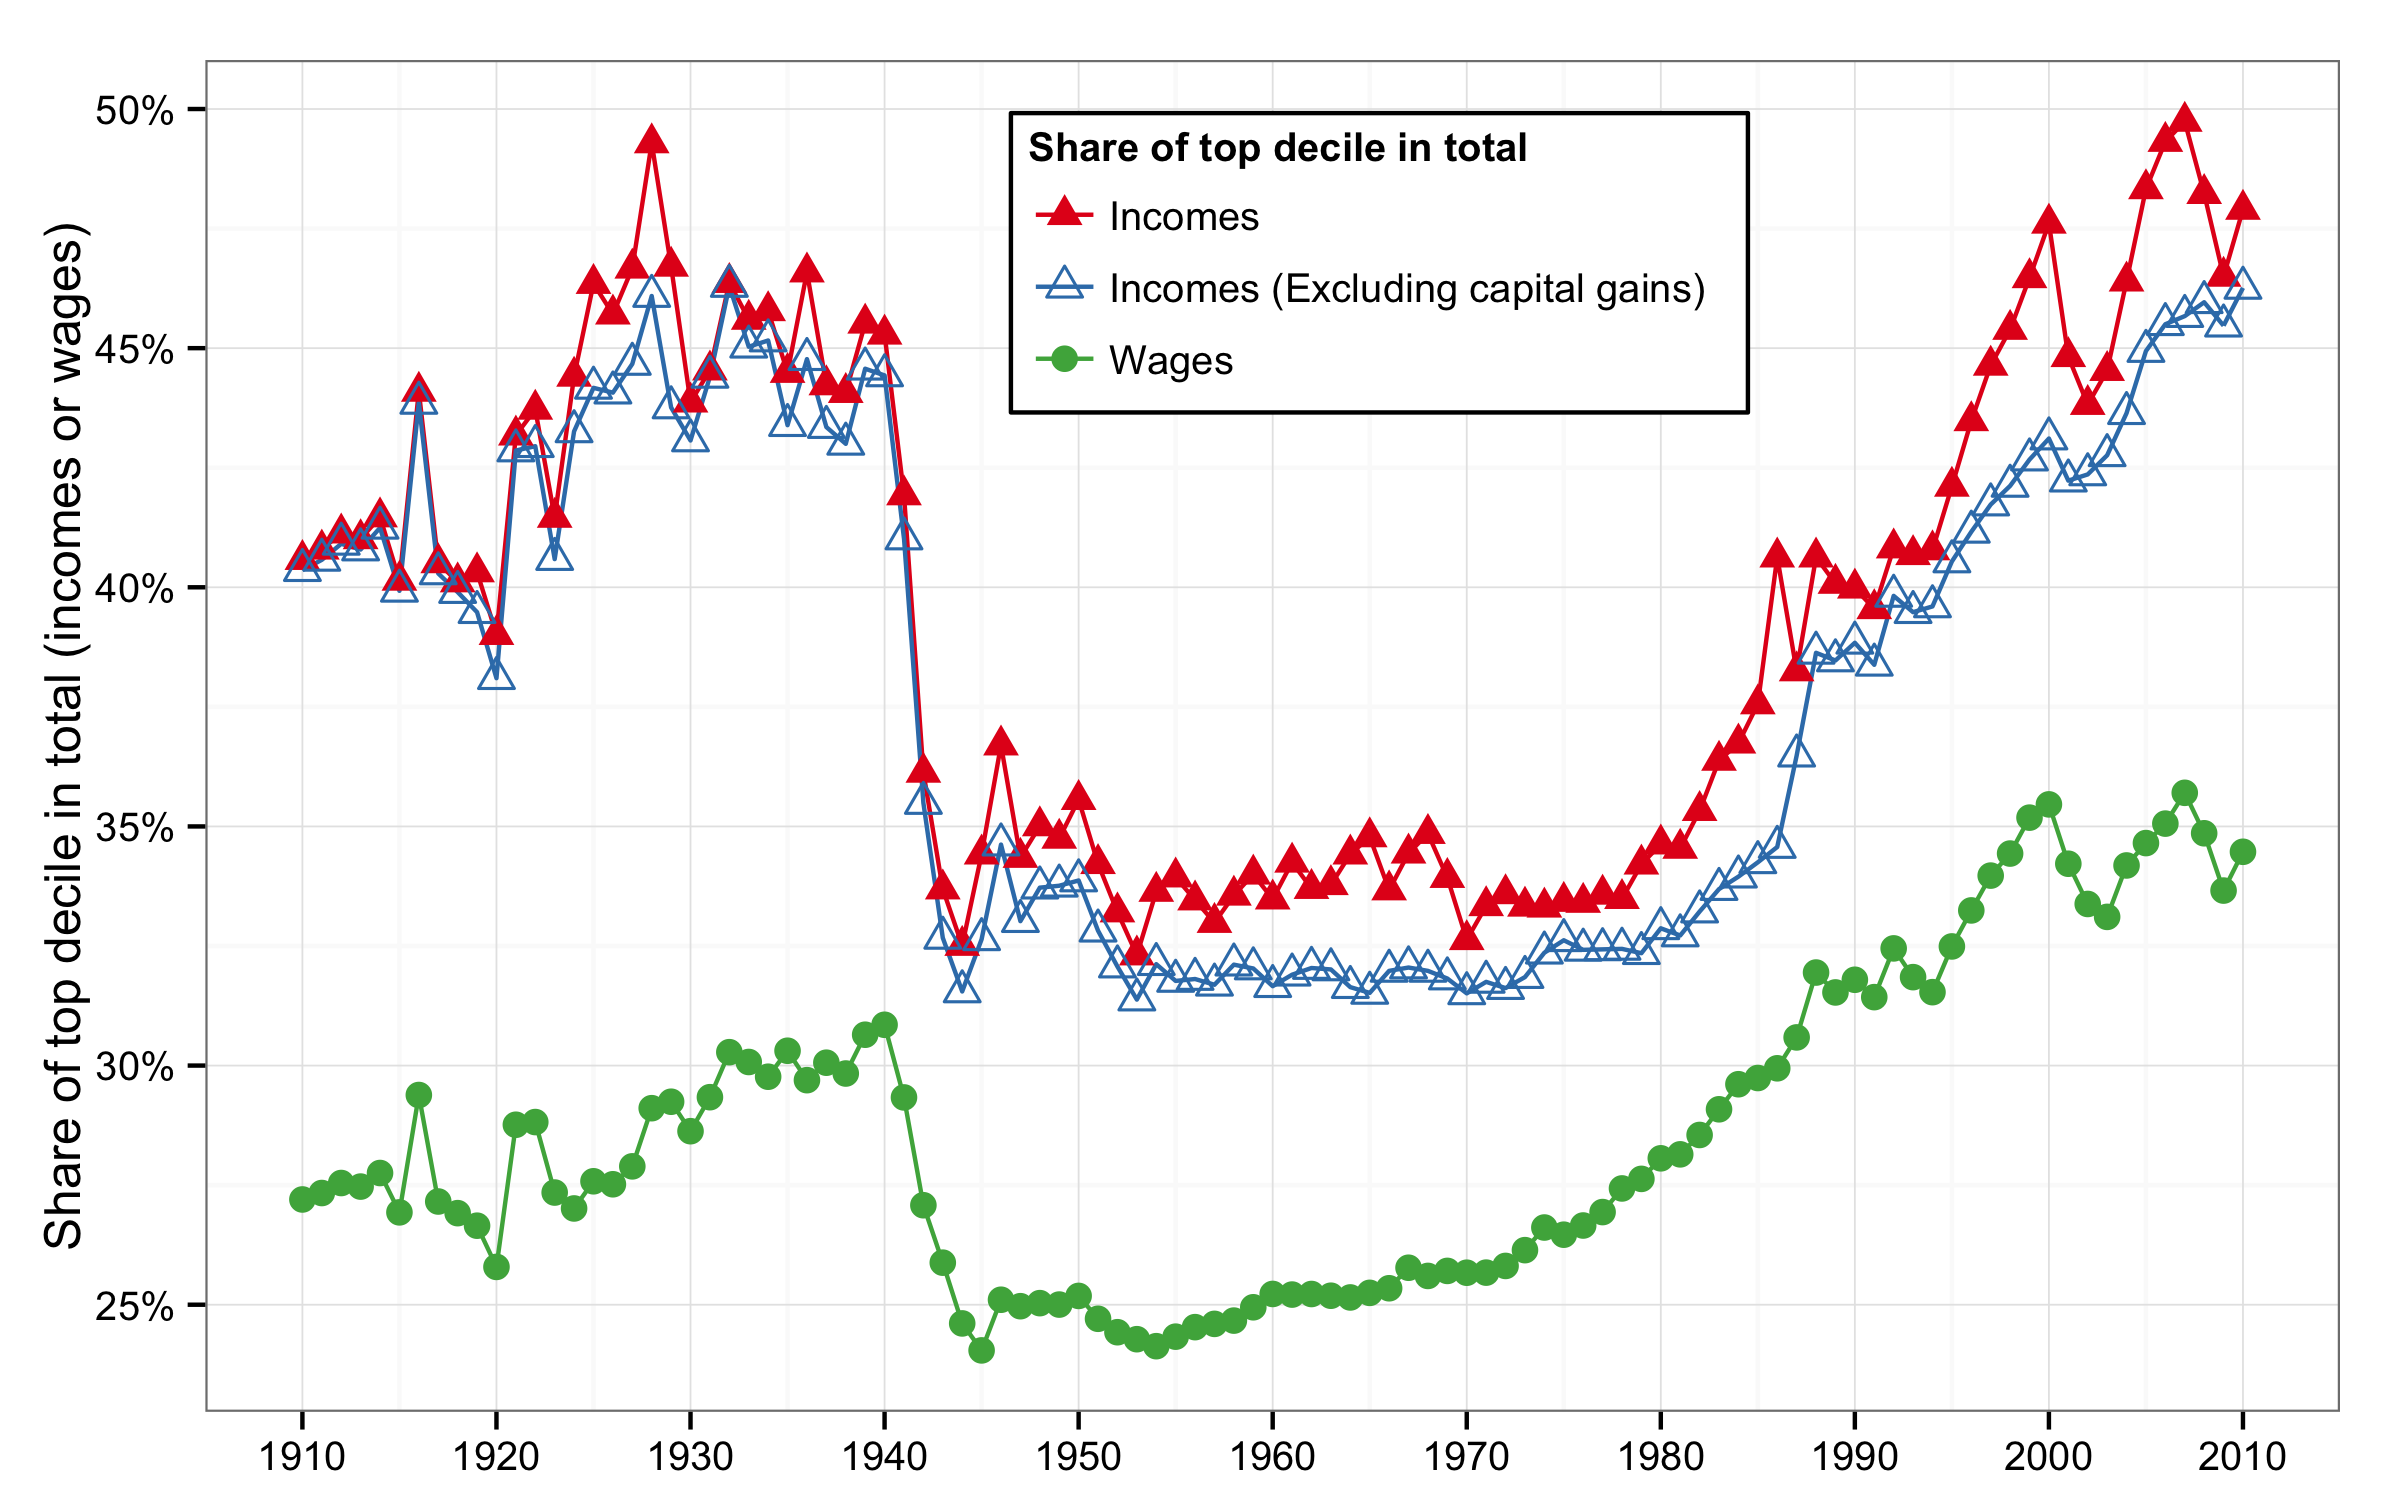 Share of top decile in total (incomes or wages)
50%
45%
40%
35%
30%
25%
Share of top decile in total
Incomes
Incomes (Excluding capital gains)
Wages
1910 1920 1930 1940 1950 1960 1970 1980 1990 2000 2010